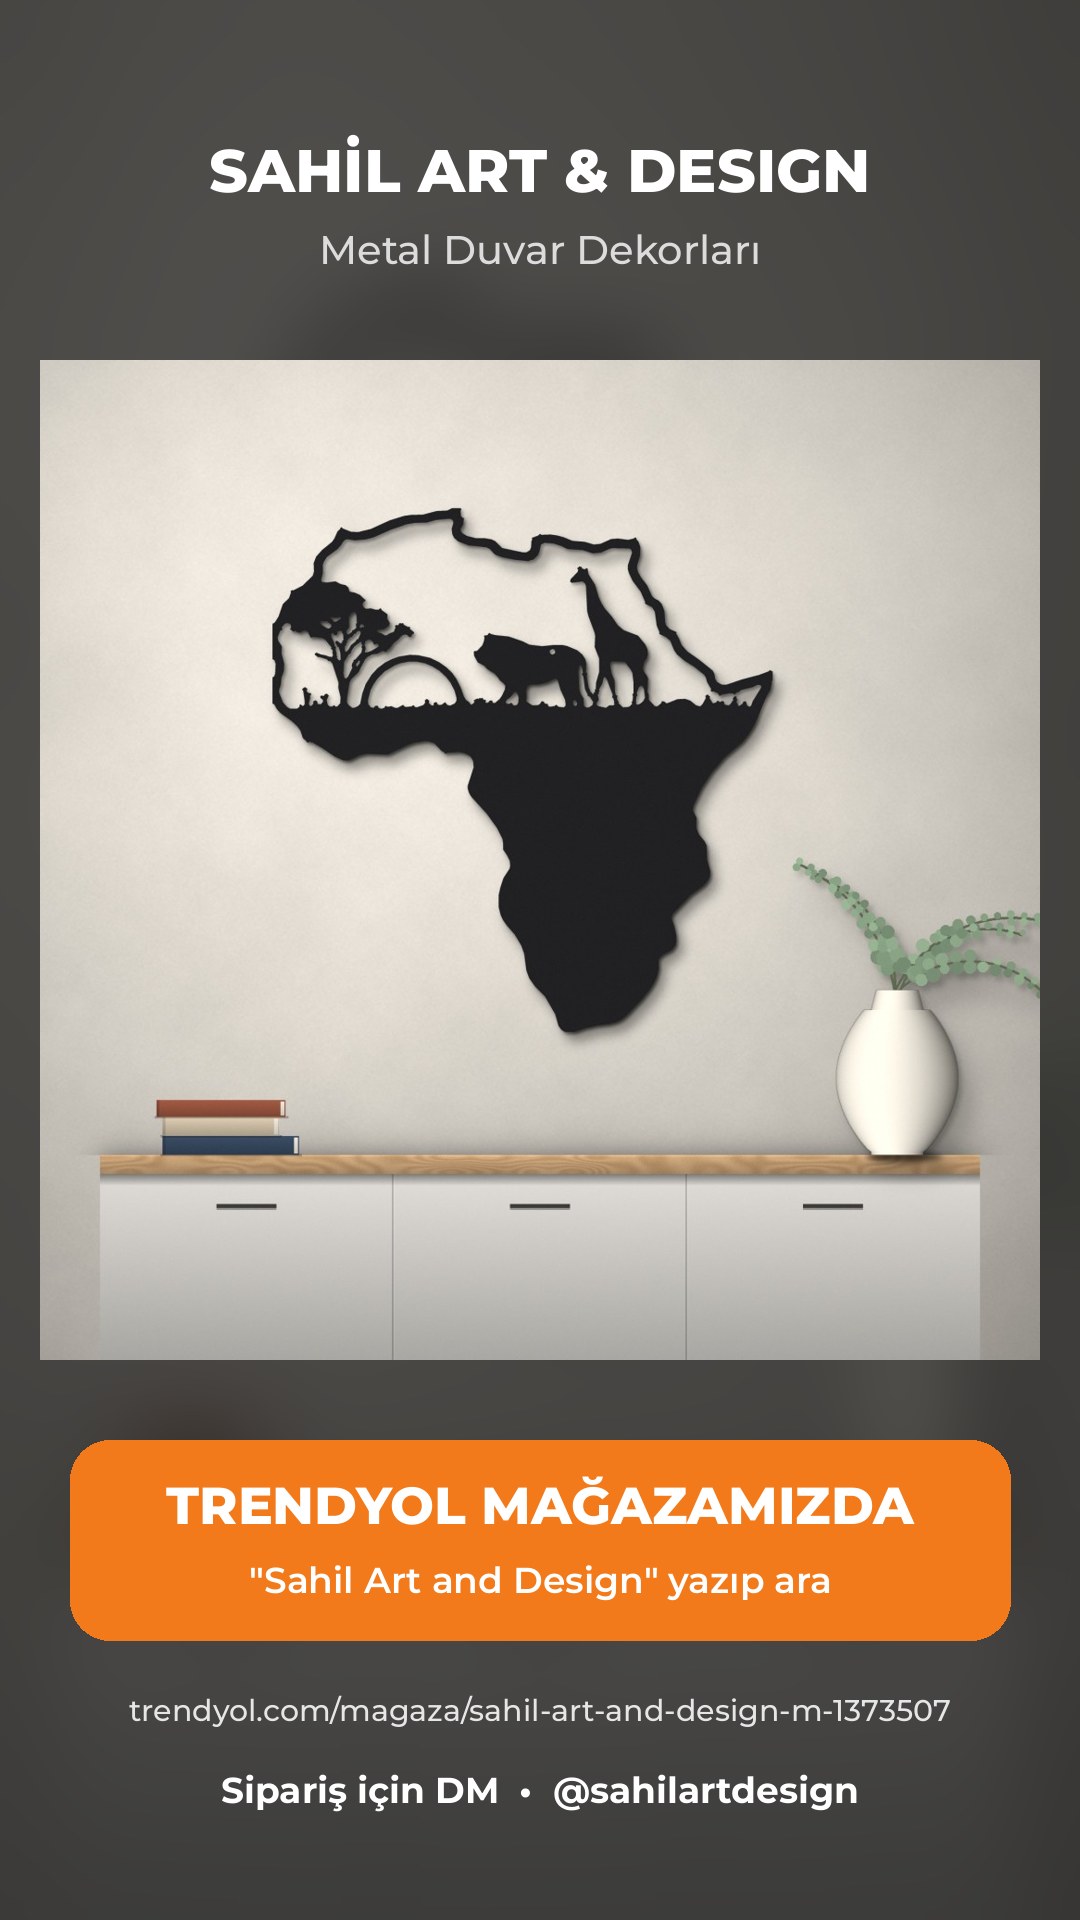 SAHİL ART & DESIGN
Metal Duvar Dekorları
TRENDYOL MAĞAZAMIZDA
"Sahil Art and Design" yazıp ara
trendyol.com/magaza/sahil-art-and-design-m-1373507
Sipariş için DM • @sahilartdesign